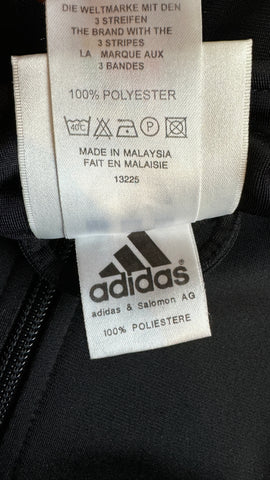 DIE WELTMARKE MIT DEN
3 STREIFEN
THE BRAND WITH THE
3 STRIPES
LA MARQUE AUX
3 BANDES
100% POLYESTER
40°C
P
MADE IN MALAYSIA
FAIT EN MALAISIE
13225
adidas
adidas & Salomon AG
100% POLIESTERE